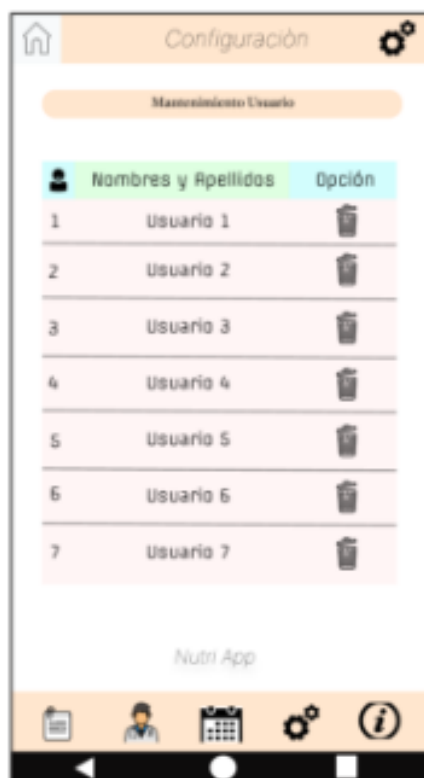 Configuraciòn
Mantenimiento Usuario
Nombres y Apellidos Opción
1 Usuario 1
2 Usuario 2
3 Usuario 3
4 Usuario 4
5 Usuario 5
6 Usuario 6
7 Usuario 7
Nutri App